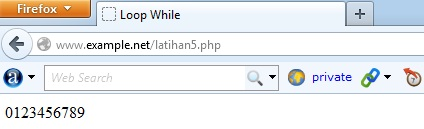 Firefox
Loop While
www.example.net/latihan5.php
a
Web Search
private
?
0123456789